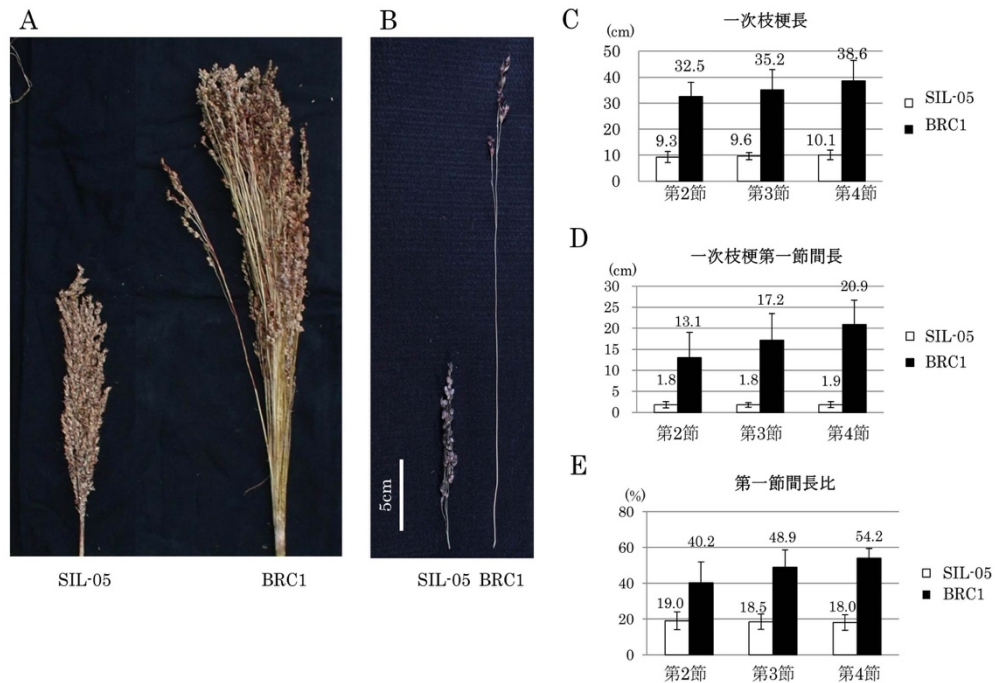 A
SIL-05 BRC1
B
5cm
SIL-05 BRC1
C
一次枝梗長
(cm)
50
40
30
20
10
0
9.3 32.5 9.6 35.2 10.1 38.6
第2節 第3節 第4節
SIL-05
BRC1
D
一次枝梗第一節間長
(cm)
30
25
20
15
10
5
0
1.8 13.1 1.8 17.2 1.9 20.9
第2節 第3節 第4節
SIL-05
BRC1
E
第一節間長比
(%)
80
60
40
20
0
19.0 40.2 18.5 48.9 18.0 54.2
第2節 第3節 第4節
SIL-05
BRC1